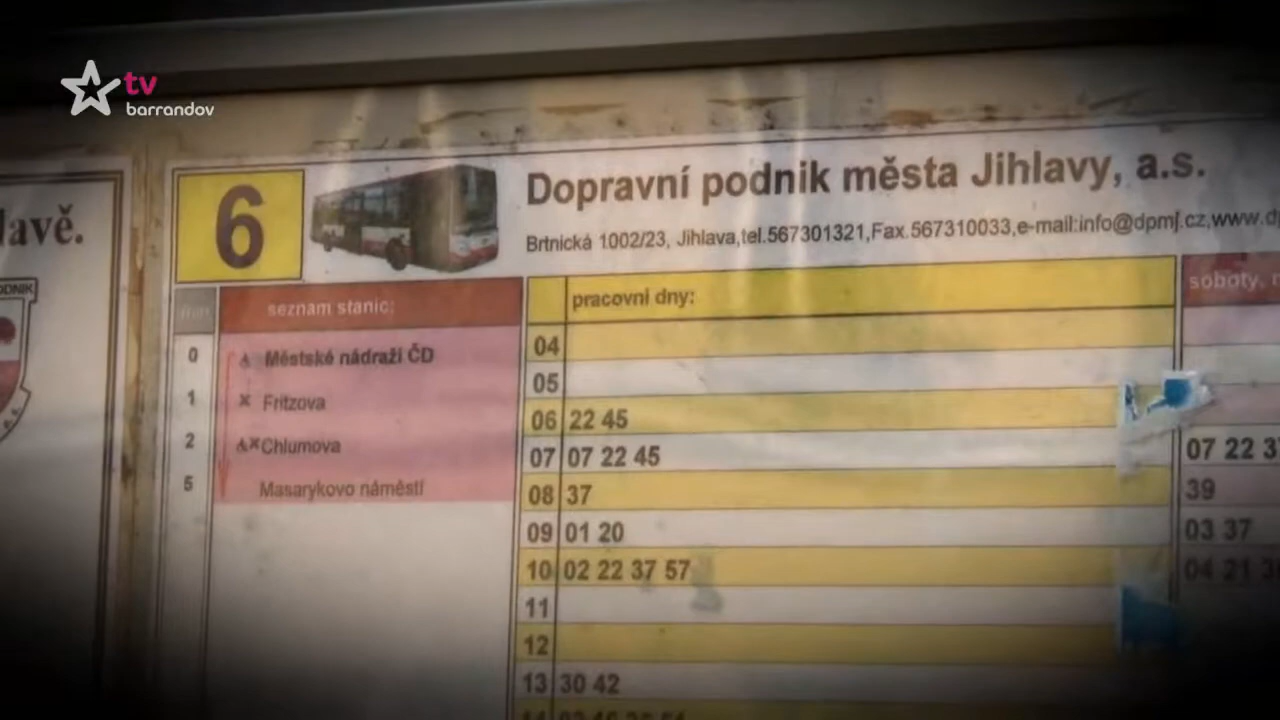 tv
barrandov
lavě.
6
Dopravní podnik města Jihlavy, a.s.
Brtnická 1002/23, Jihlava,tel.567301321,Fax.567310033,e-mail:info@dpmj.cz,www.d
seznam stanic:
pracovní dny:
soboty,
0 Městské nádraží ČD
1 Fritzova
2 Chlumova
5 Masarykovo náměstí
04
05
06 22 45
07 07 22 45
07 22 3
08 37
39
09 01 20
03 37
10 02 22 37 57
04 21 3
11
12
13 30 42